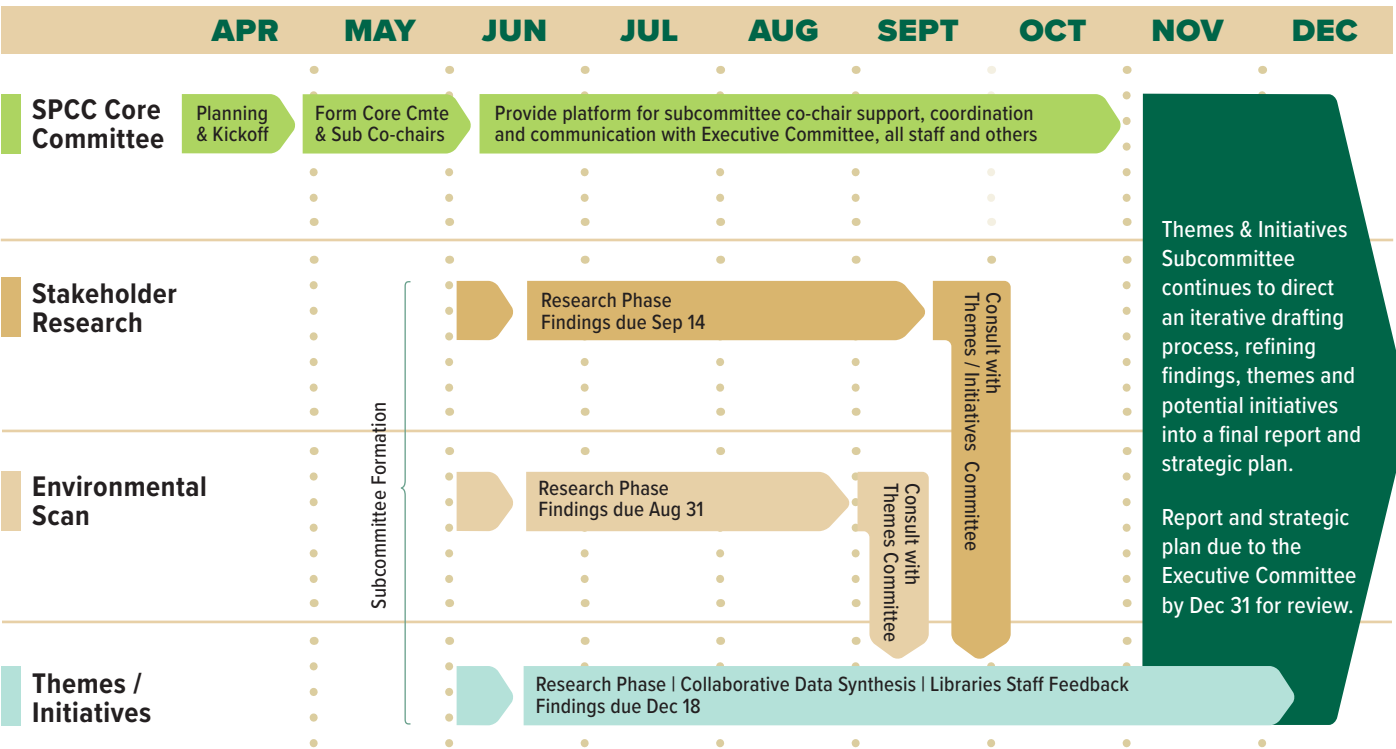 APR MAY JUN JUL AUG SEPT OCT NOV DEC
SPCC Core
Committee
Planning
& Kickoff
Form Core Cmte
& Sub Co-chairs
Provide platform for subcommittee co-chair support, coordination
and communication with Executive Committee, all staff and others
Stakeholder
Research
Research Phase
Findings due Sep 14
Consult with
Themes / Initiatives Committee
Subcommittee Formation
Environmental
Scan
Research Phase
Findings due Aug 31
Consult with
Themes Committee
Themes /
Initiatives
Research Phase | Collaborative Data Synthesis | Libraries Staff Feedback
Findings due Dec 18
Themes & Initiatives
Subcommittee
continues to direct
an iterative drafting
process, refining
findings, themes and
potential initiatives
into a final report and
strategic plan.
Report and strategic
plan due to the
Executive Committee
by Dec 31 for review.